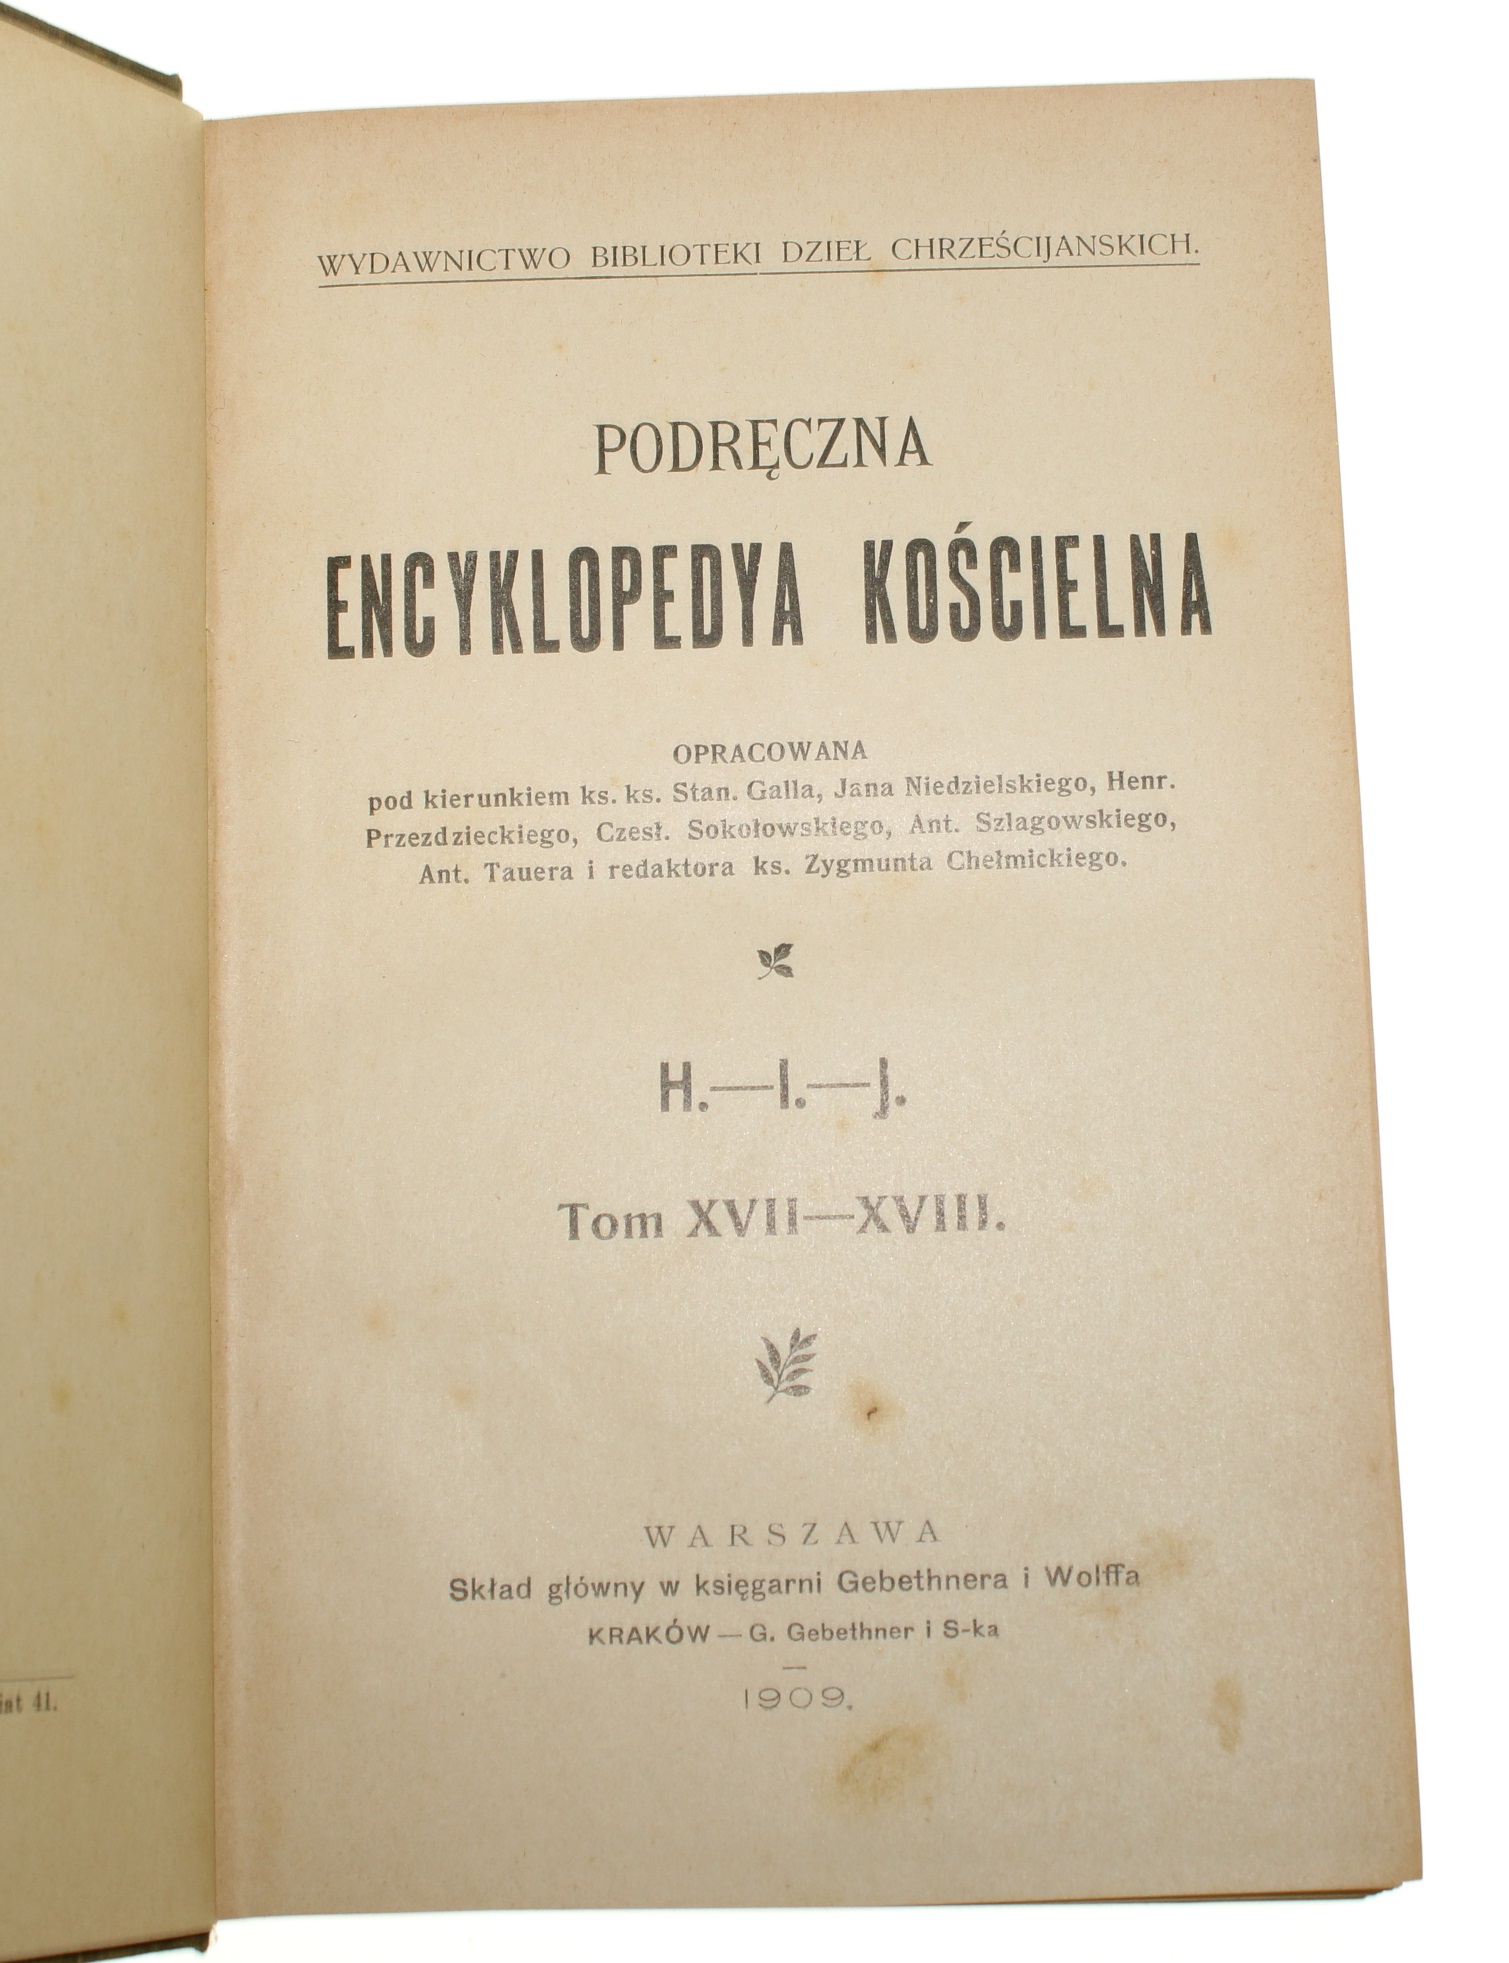 WYDAWNICTWO BIBLIOTEKI DZIEŁ CHRZEŚCIJANSKICH.
PODRĘCZNA
ENCYKLOPEDYA KOŚCIELNA
OPRACOWANA
pod kierunkiem ks. ks. Stan. Galla, Jana Niedzielskiego, Henr.
Przezdzieckiego, Czesł. Sokołowskiego, Ant. Szlagowskiego,
Ant. Tauera i redaktora ks. Zygmunta Chełmickiego.
H.—I.—J.
Tom XVII—XVIII.
WARSZAWA
Skład główny w księgarni Gebethnera i Wolffa
KRAKÓW — G. Gebethner i S-ka
1909.
41.